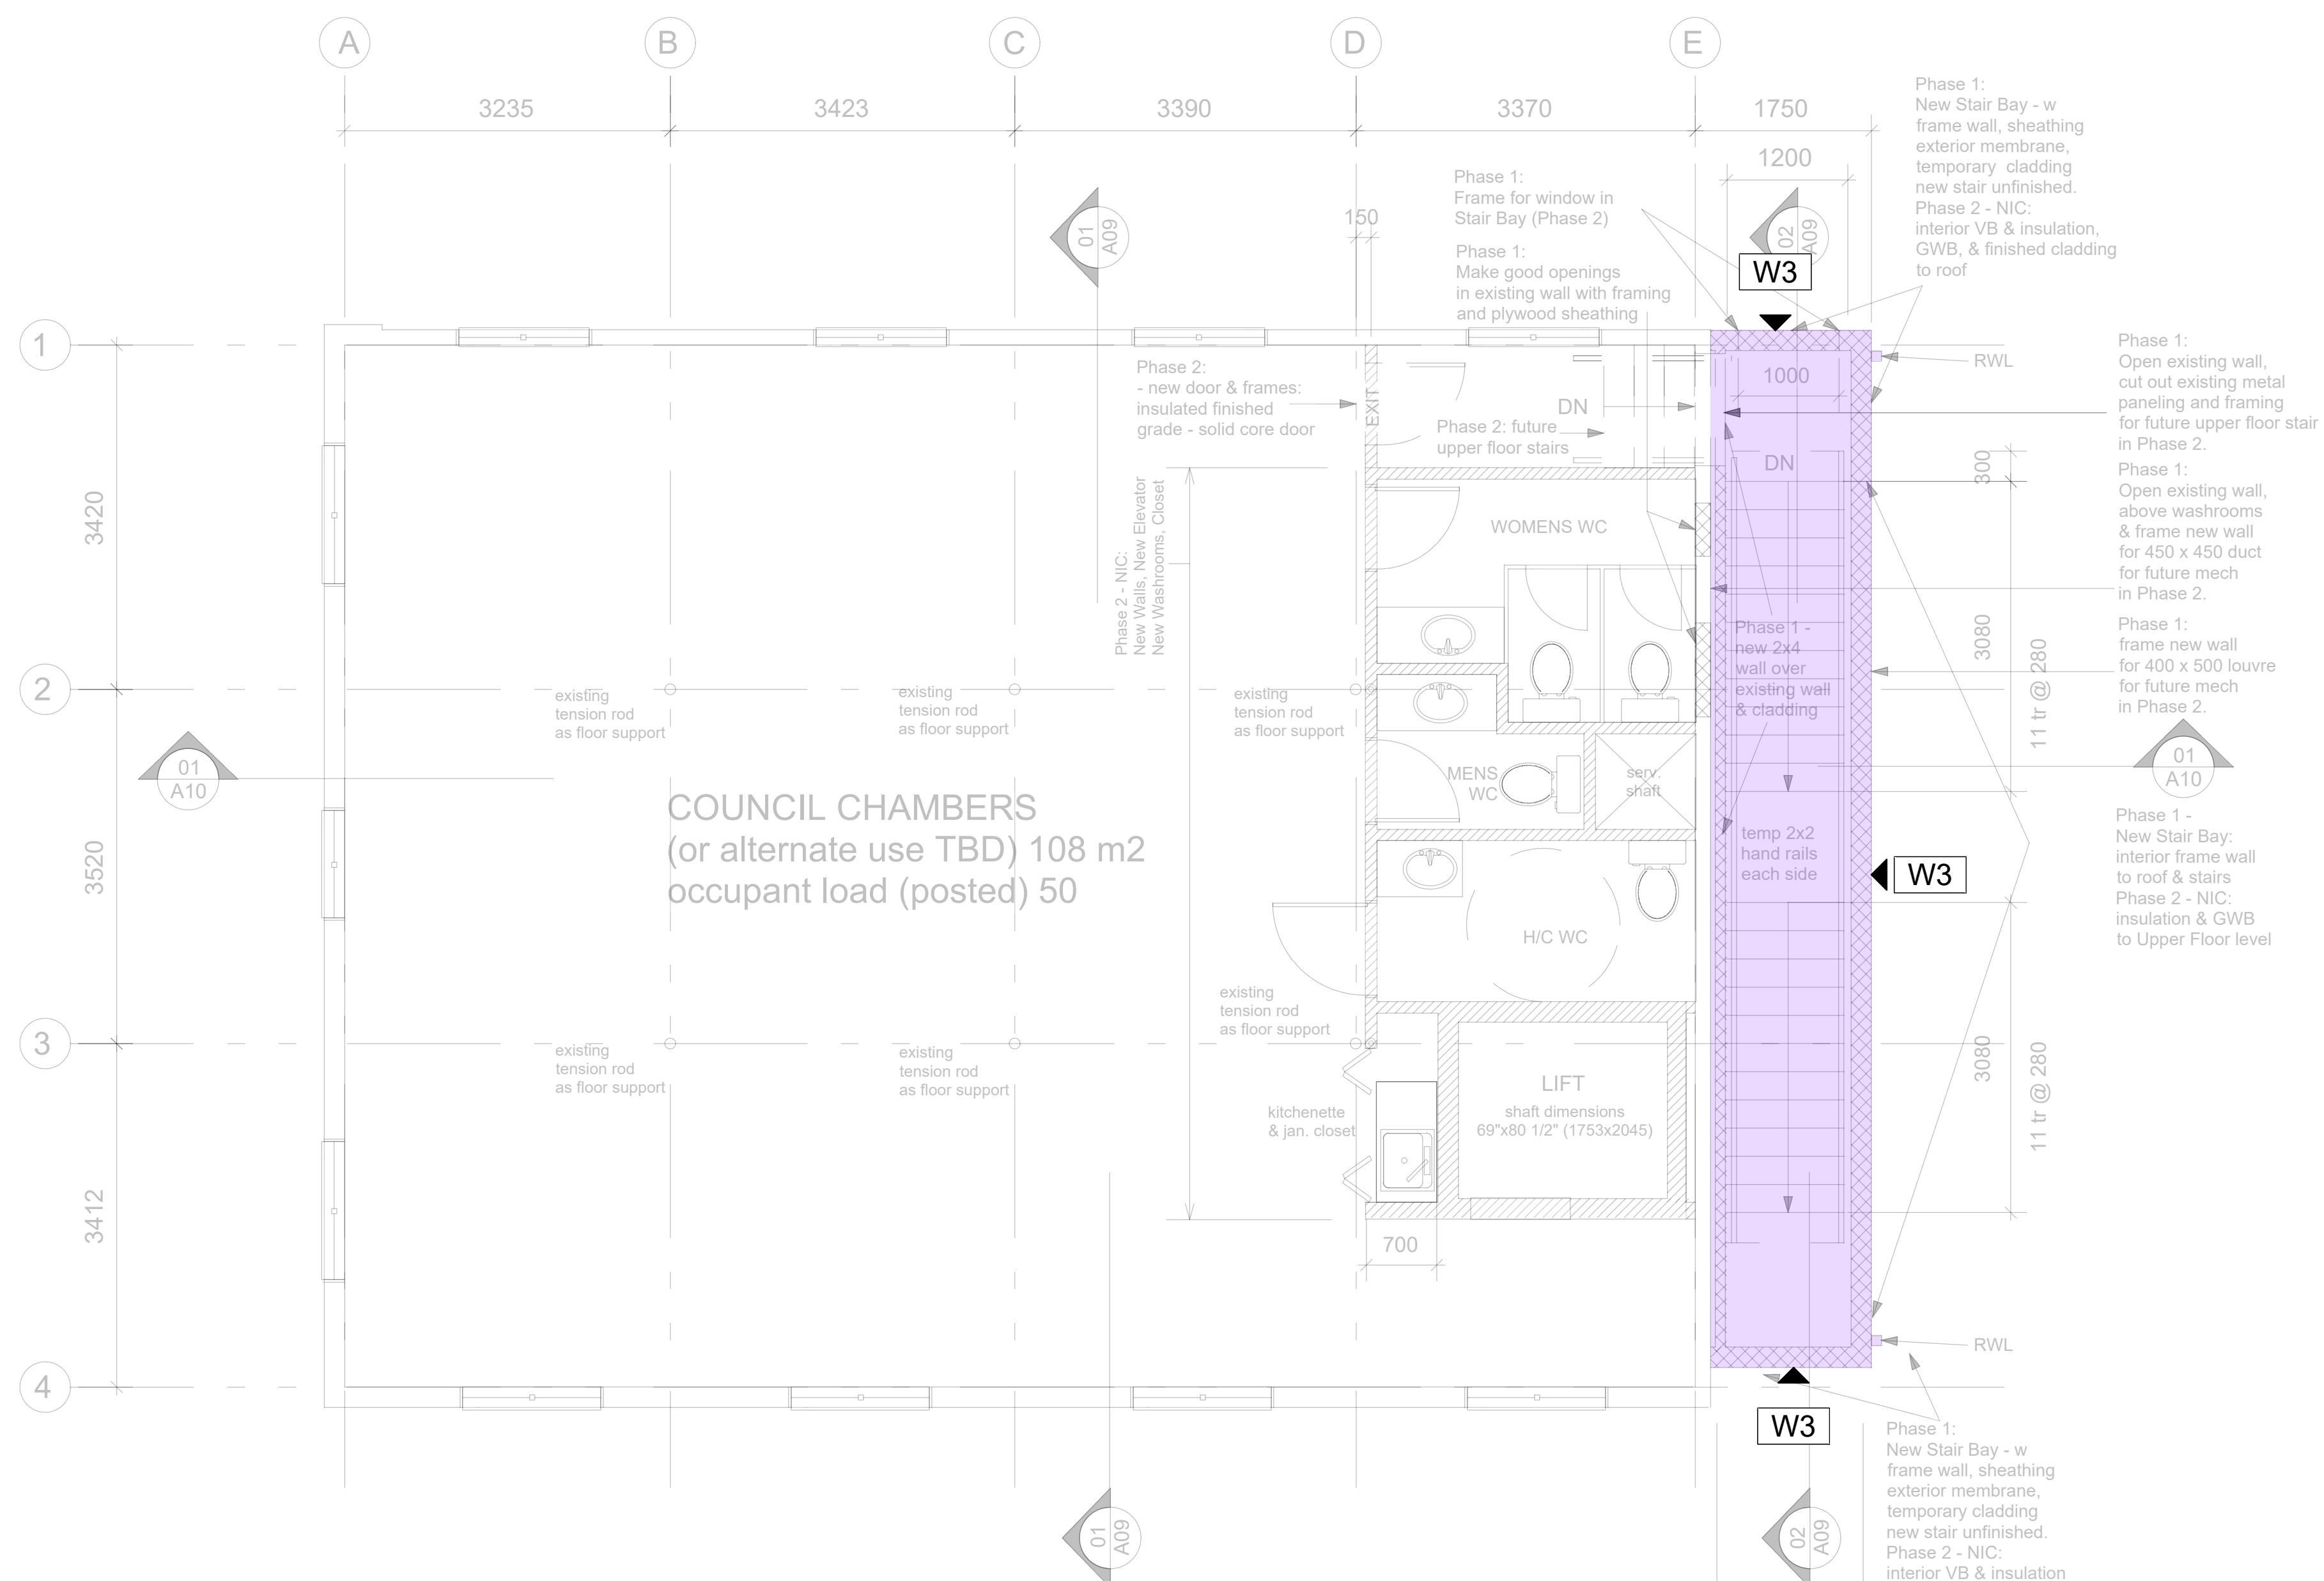 A
B
C
D
E
3235
3423
3390
3370
1750
1200
150
Phase 1:
New Stair Bay - w
frame wall, sheathing
exterior membrane,
temporary cladding
new stair unfinished.
Phase 2 - NIC:
interior VB & insulation,
GWB, & finished cladding
to roof
Phase 1:
Frame for window in
Stair Bay (Phase 2)
01
A09
02
A09
W3
Phase 1:
Make good openings
in existing wall with framing
and plywood sheathing
1
Phase 2:
- new door & frames:
insulated finished
grade - solid core door
EXIT
DN
Phase 2: future
upper floor stairs
1000
DN
RWL
Phase 1:
Open existing wall,
cut out existing metal
paneling and framing
for future upper floor stair
in Phase 2.
Phase 1:
Open existing wall,
above washrooms
& frame new wall
for 450 x 450 duct
for future mech
in Phase 2.
Phase 1:
frame new wall
for 400 x 500 louvre
for future mech
in Phase 2.
300
3080
11 tr @ 280
3420
Phase 2 - NIC:
New Walls, New Elevator
New Washrooms, Closet
WOMENS WC
Phase 1 -
new 2x4
wall over
existing wall
& cladding
2
existing
tension rod
as floor support
existing
tension rod
as floor support
existing
tension rod
as floor support
01
A10
MENS
WC
serv.
shaft
01
A10
COUNCIL CHAMBERS
(or alternate use TBD) 108 m2
occupant load (posted) 50
temp 2x2
hand rails
each side
W3
Phase 1 -
New Stair Bay:
interior frame wall
to roof & stairs
Phase 2 - NIC:
insulation & GWB
to Upper Floor level
3520
H/C WC
3
existing
tension rod
as floor support
existing
tension rod
as floor support
existing
tension rod
as floor support
3080
11 tr @ 280
LIFT
shaft dimensions
69"x80 1/2" (1753x2045)
kitchenette
& jan. closet
3412
700
RWL
4
W3
Phase 1:
New Stair Bay - w
frame wall, sheathing
exterior membrane,
temporary cladding
new stair unfinished.
Phase 2 - NIC:
interior VB & insulation
01
A09
02
A09